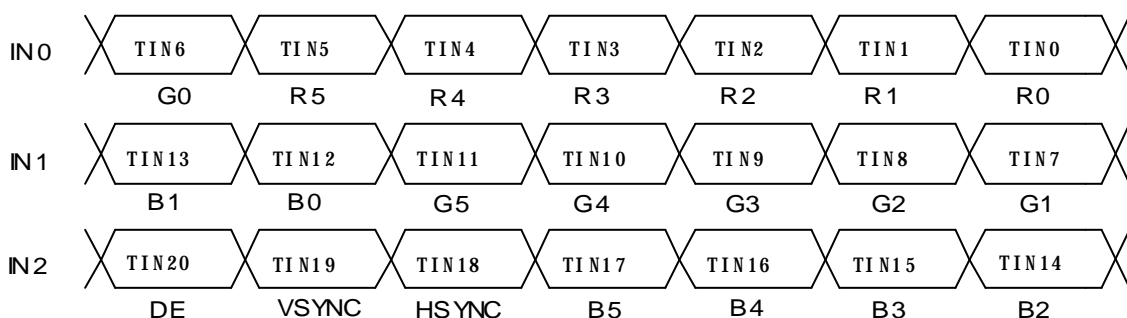 IN0 TIN6 TIN5 TIN4 TIN3 TIN2 TIN1 TIN0
G0 R5 R4 R3 R2 R1 R0
IN1 TIN13 TIN12 TIN11 TIN10 TIN9 TIN8 TIN7
B1 B0 G5 G4 G3 G2 G1
IN2 TIN20 TIN19 TIN18 TIN17 TIN16 TIN15 TIN14
DE VSYNC HSYNC B5 B4 B3 B2